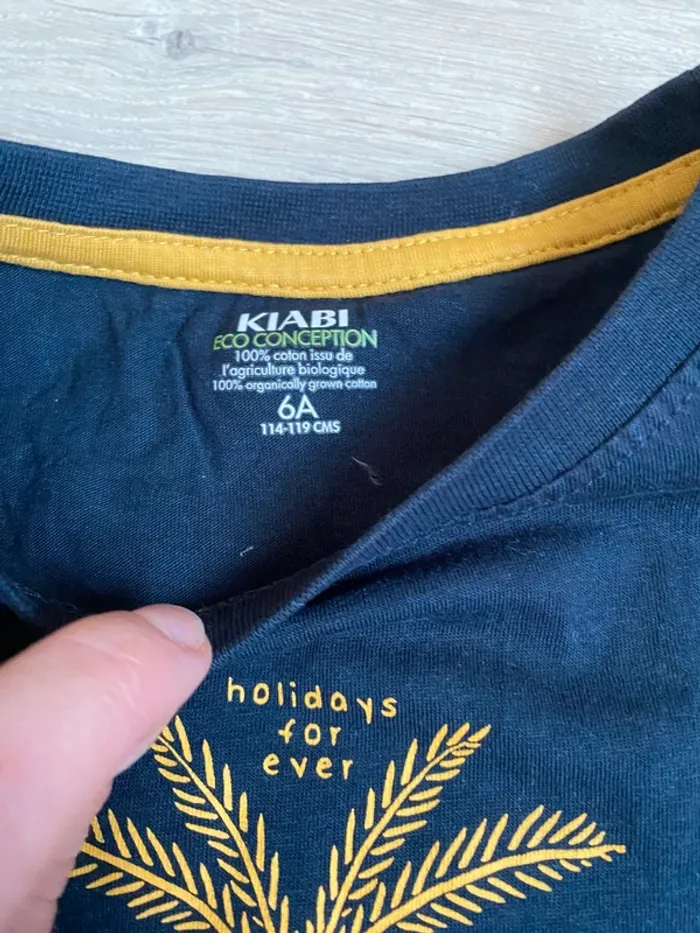 KIABI
ECO CONCEPTION
100% coton issu de
l'agriculture biologique
100% organically grown cotton
6A
114-119 CMS
holidays
for
ever